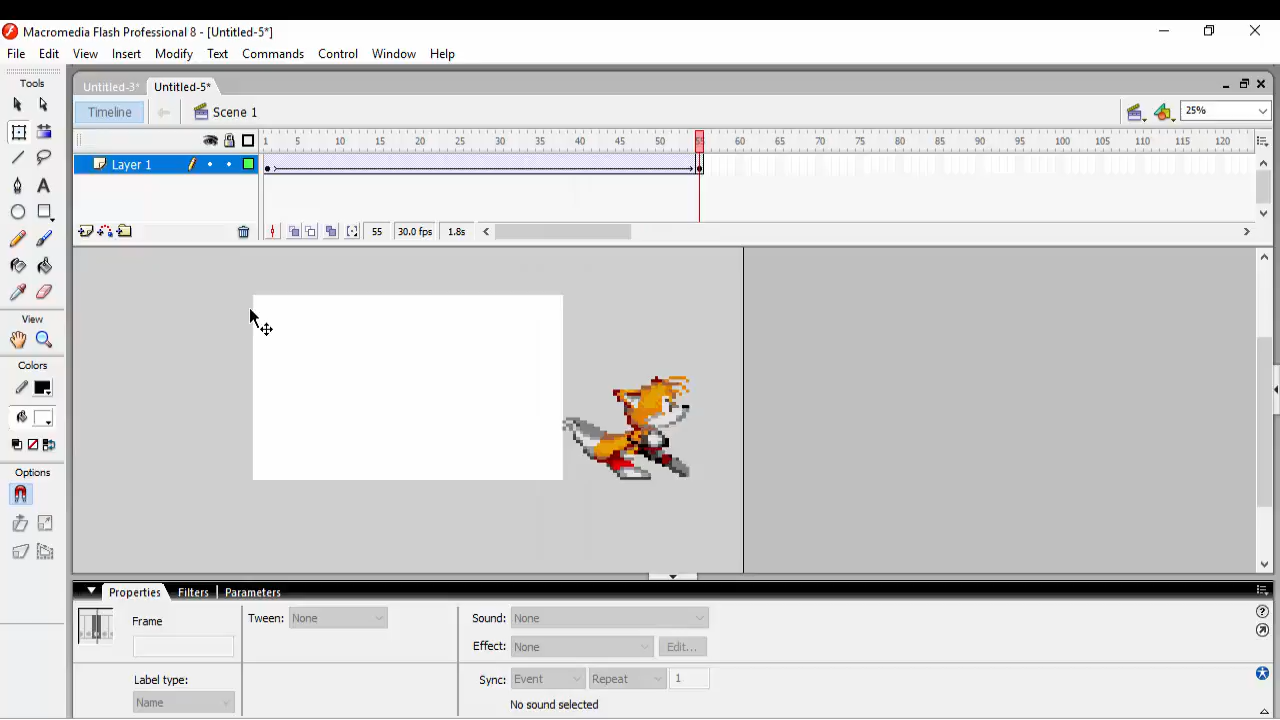 Macromedia Flash Professional 8 - [Untitled-5*]
File Edit View Insert Modify Text Commands Control Window Help
Tools
Untitled-3* Untitled-5*
Timeline Scene 1 25%
1 5 10 15 20 25 30 35 40 45 50 60 65 70 75 80 85 90 95 100 105 110 115 120
Layer 1
55 30.0 fps 1.8s
View
Colors
Options
Properties Filters Parameters
Frame Tween: None Sound: None
Effect: None Edit...
Label type: Sync: Event Repeat 1
Name No sound selected